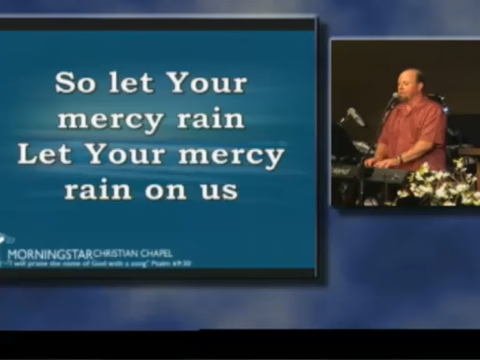 So let Your
mercy rain
Let Your mercy
rain on us
MORNINGSTAR CHRISTIAN CHAPEL
"I will praise the name of God with a song" Psalm 69:30